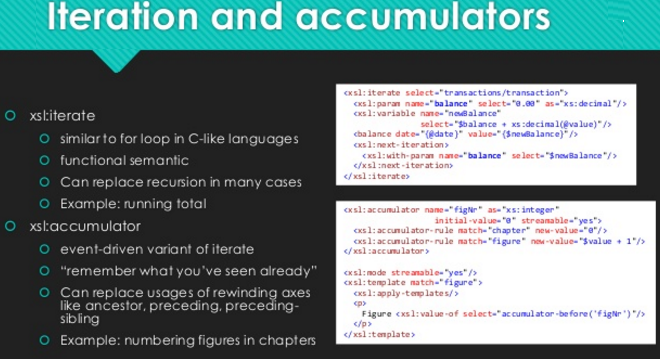 Iteration and accumulators
xsl:iterate
similar to for loop in C-like languages
functional semantic
Can replace recursion in many cases
Example: running total
xsl:accumulator
event-driven variant of iterate
“remember what you’ve seen already”
Can replace usages of rewinding axes
like ancestor, preceding, preceding-
sibling
Example: numbering figures in chapters
<xsl:iterate select="transactions/transaction">
<xsl:param name="balance" select="0.00" as="xs:decimal"/>
<xsl:variable name="newBalance"
select="$balance + xs:decimal(@value)"/>
<balance date="{@date}" value="{$newBalance}"/>
<xsl:next-iteration>
<xsl:with-param name="balance" select="$newBalance"/>
</xsl:next-iteration>
</xsl:iterate>
<xsl:accumulator name="figNr" as="xs:integer"
initial-value="0" streamable="yes">
<xsl:accumulator-rule match="chapter" new-value="0"/>
<xsl:accumulator-rule match="figure" new-value="$value + 1"/>
</xsl:accumulator>
<xsl:mode streamable="yes"/>
<xsl:template match="figure">
<xsl:apply-templates/>
<p>
Figure <xsl:value-of select="accumulator-before('figNr')"/>
</p>
</xsl:template>